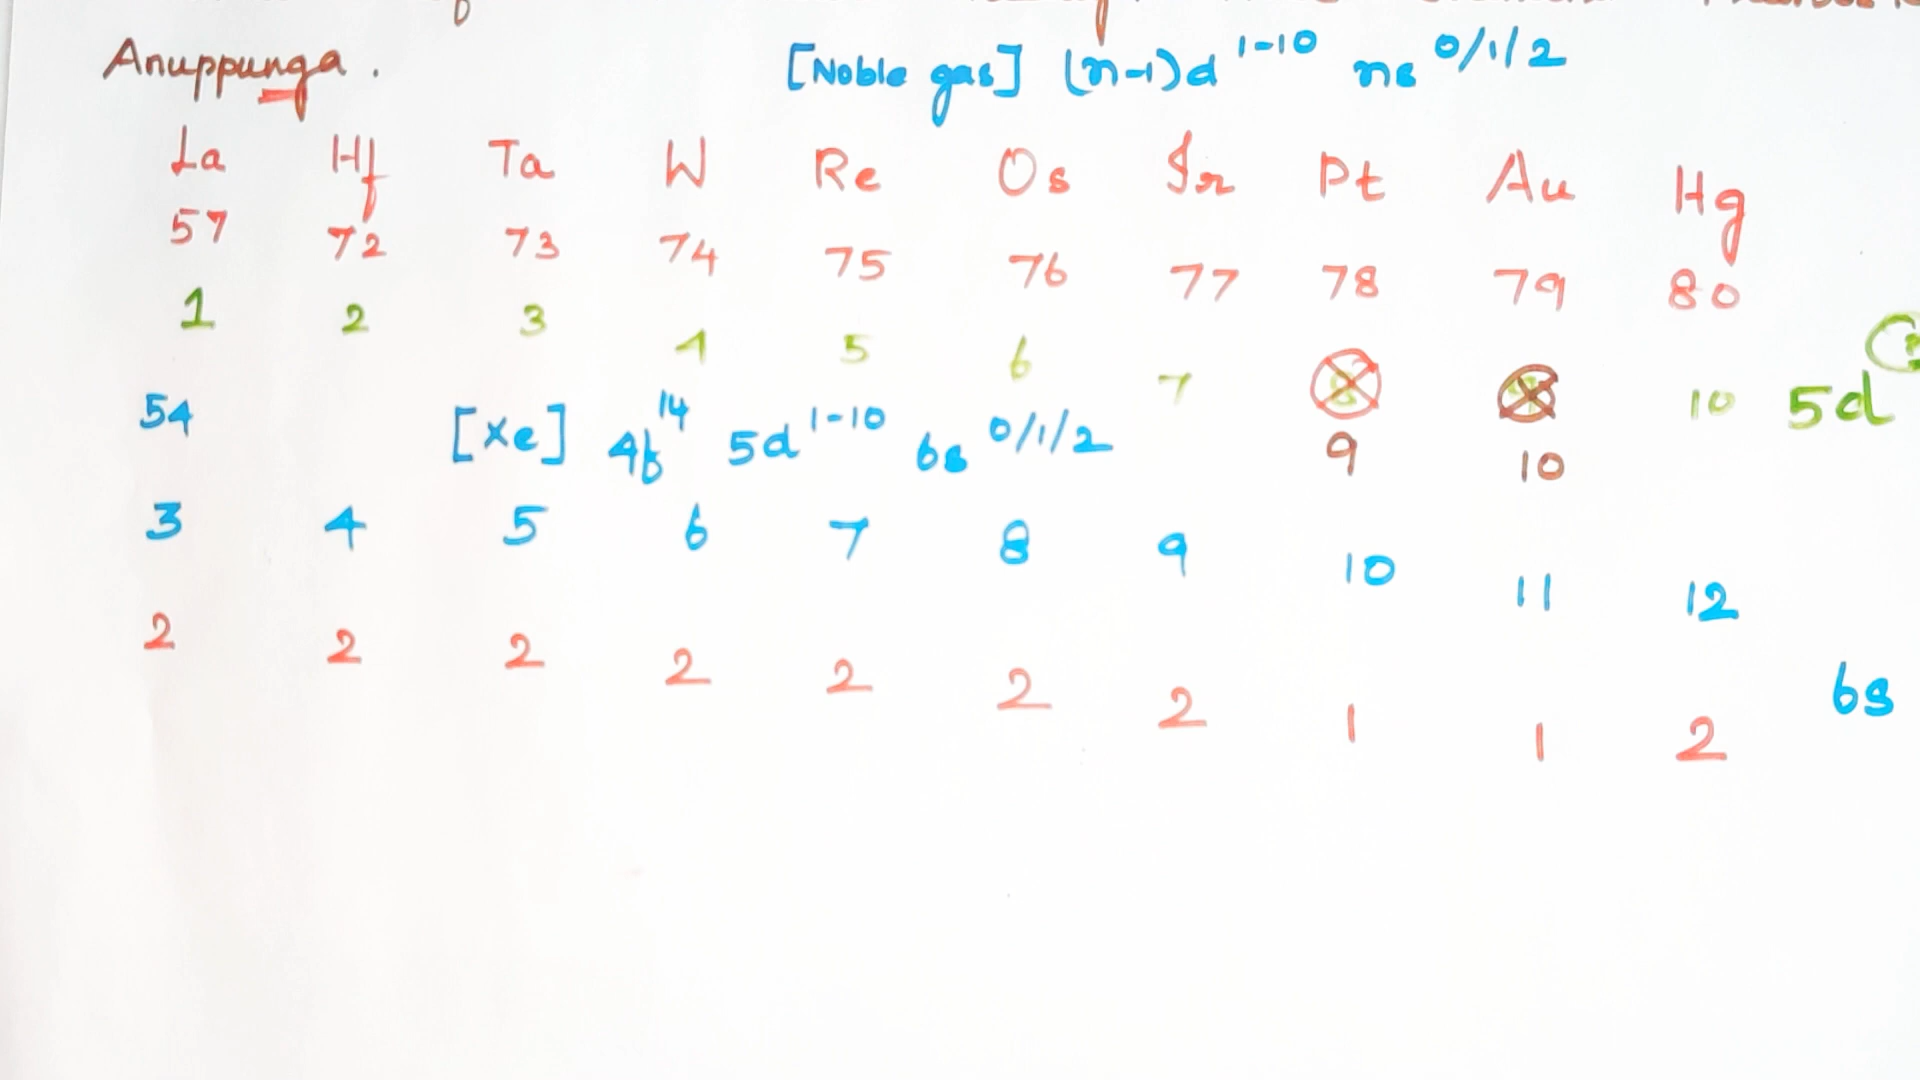 Anuppunga. [Noble gas] (n-1)d 1-10 ns 0/1/2
La Hf Ta W Re Os Ir Pt Au Hg
57 72 73 74 75 76 77 78 79 80
1 2 3 4 5 6 7 8 10 5d
54 [Xe] 4f 14 5d 1-10 6s 0/1/2 9 10
3 4 5 6 7 8 9 10 11 12
2 2 2 2 2 2 2 1 1 2 6s